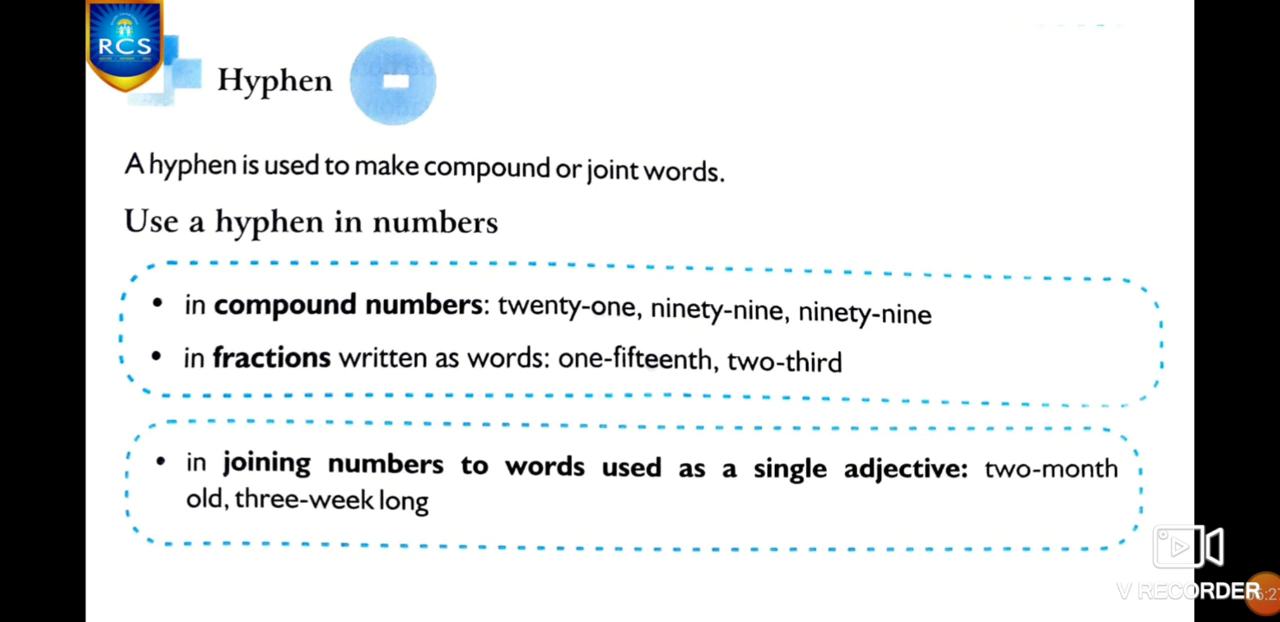 RCS
Hyphen
A hyphen is used to make compound or joint words.
Use a hyphen in numbers
• in compound numbers: twenty-one, ninety-nine, ninety-nine
• in fractions written as words: one-fifteenth, two-third
• in joining numbers to words used as a single adjective: two-month
old, three-week long
V RECORDER